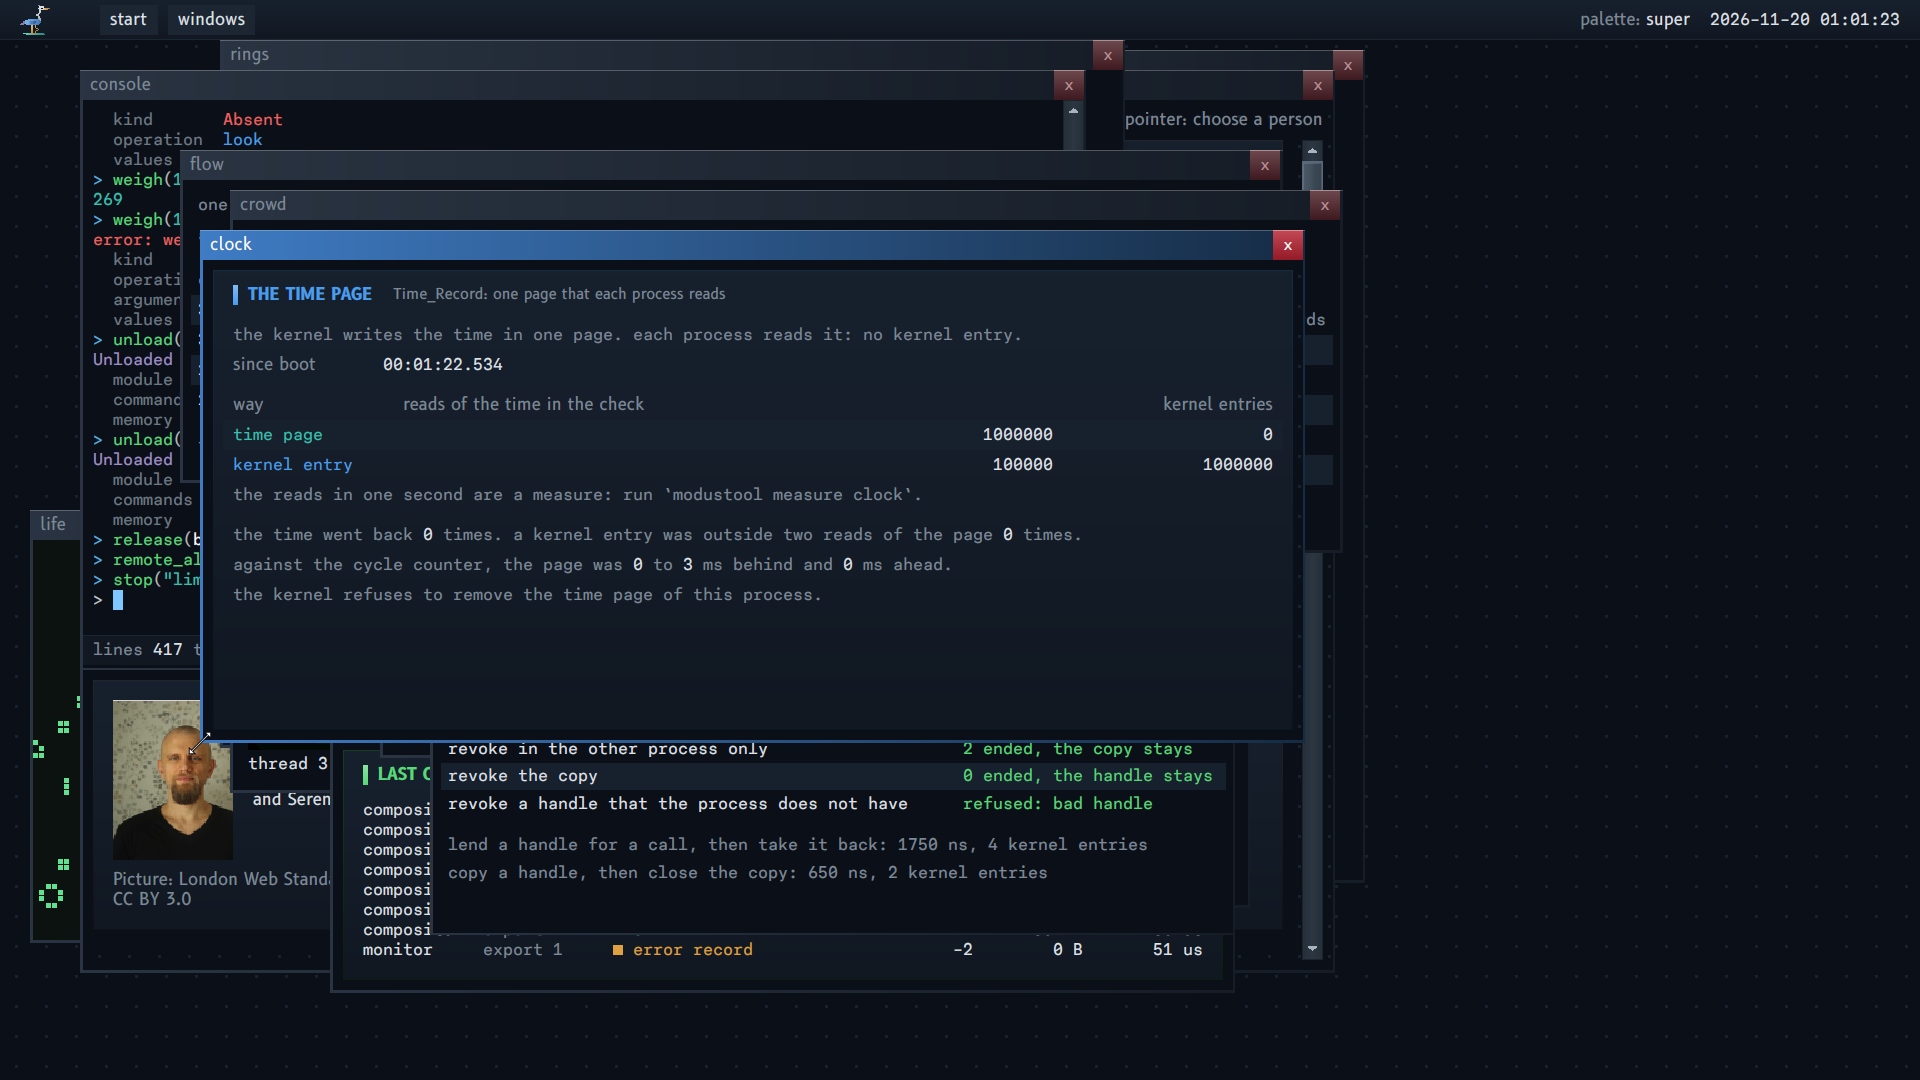 start windows palette: super 2026-11-20 01:01:23
rings x
x
console x
x
pointer: choose a person
kind Absent
operation look
values
flow x
> weigh(1
269
one
crowd x
> weigh(1
error: we
kind
operati
argumen
values
> unload(
Unloaded
module
command
memory
> unload(
Unloaded
module
commands
memory
> release(b
> remote_al
> stop("lim
>
lines 417 t
clock x
THE TIME PAGE Time_Record: one page that each process reads
the kernel writes the time in one page. each process reads it: no kernel entry.
since boot 00:01:22.534
way reads of the time in the check kernel entries
time page 1000000 0
kernel entry 100000 1000000
the reads in one second are a measure: run `modustool measure clock`.
the time went back 0 times. a kernel entry was outside two reads of the page 0 times.
against the cycle counter, the page was 0 to 3 ms behind and 0 ms ahead.
the kernel refuses to remove the time page of this process.
ds
life
thread 3
and Seren
Picture: London Web Standa
CC BY 3.0
LAST C
composi
composi
composi
composi
composi
composi
composi
monitor export 1 error record -2 0 B 51 us
revoke in the other process only 2 ended, the copy stays
revoke the copy 0 ended, the handle stays
revoke a handle that the process does not have refused: bad handle
lend a handle for a call, then take it back: 1750 ns, 4 kernel entries
copy a handle, then close the copy: 650 ns, 2 kernel entries